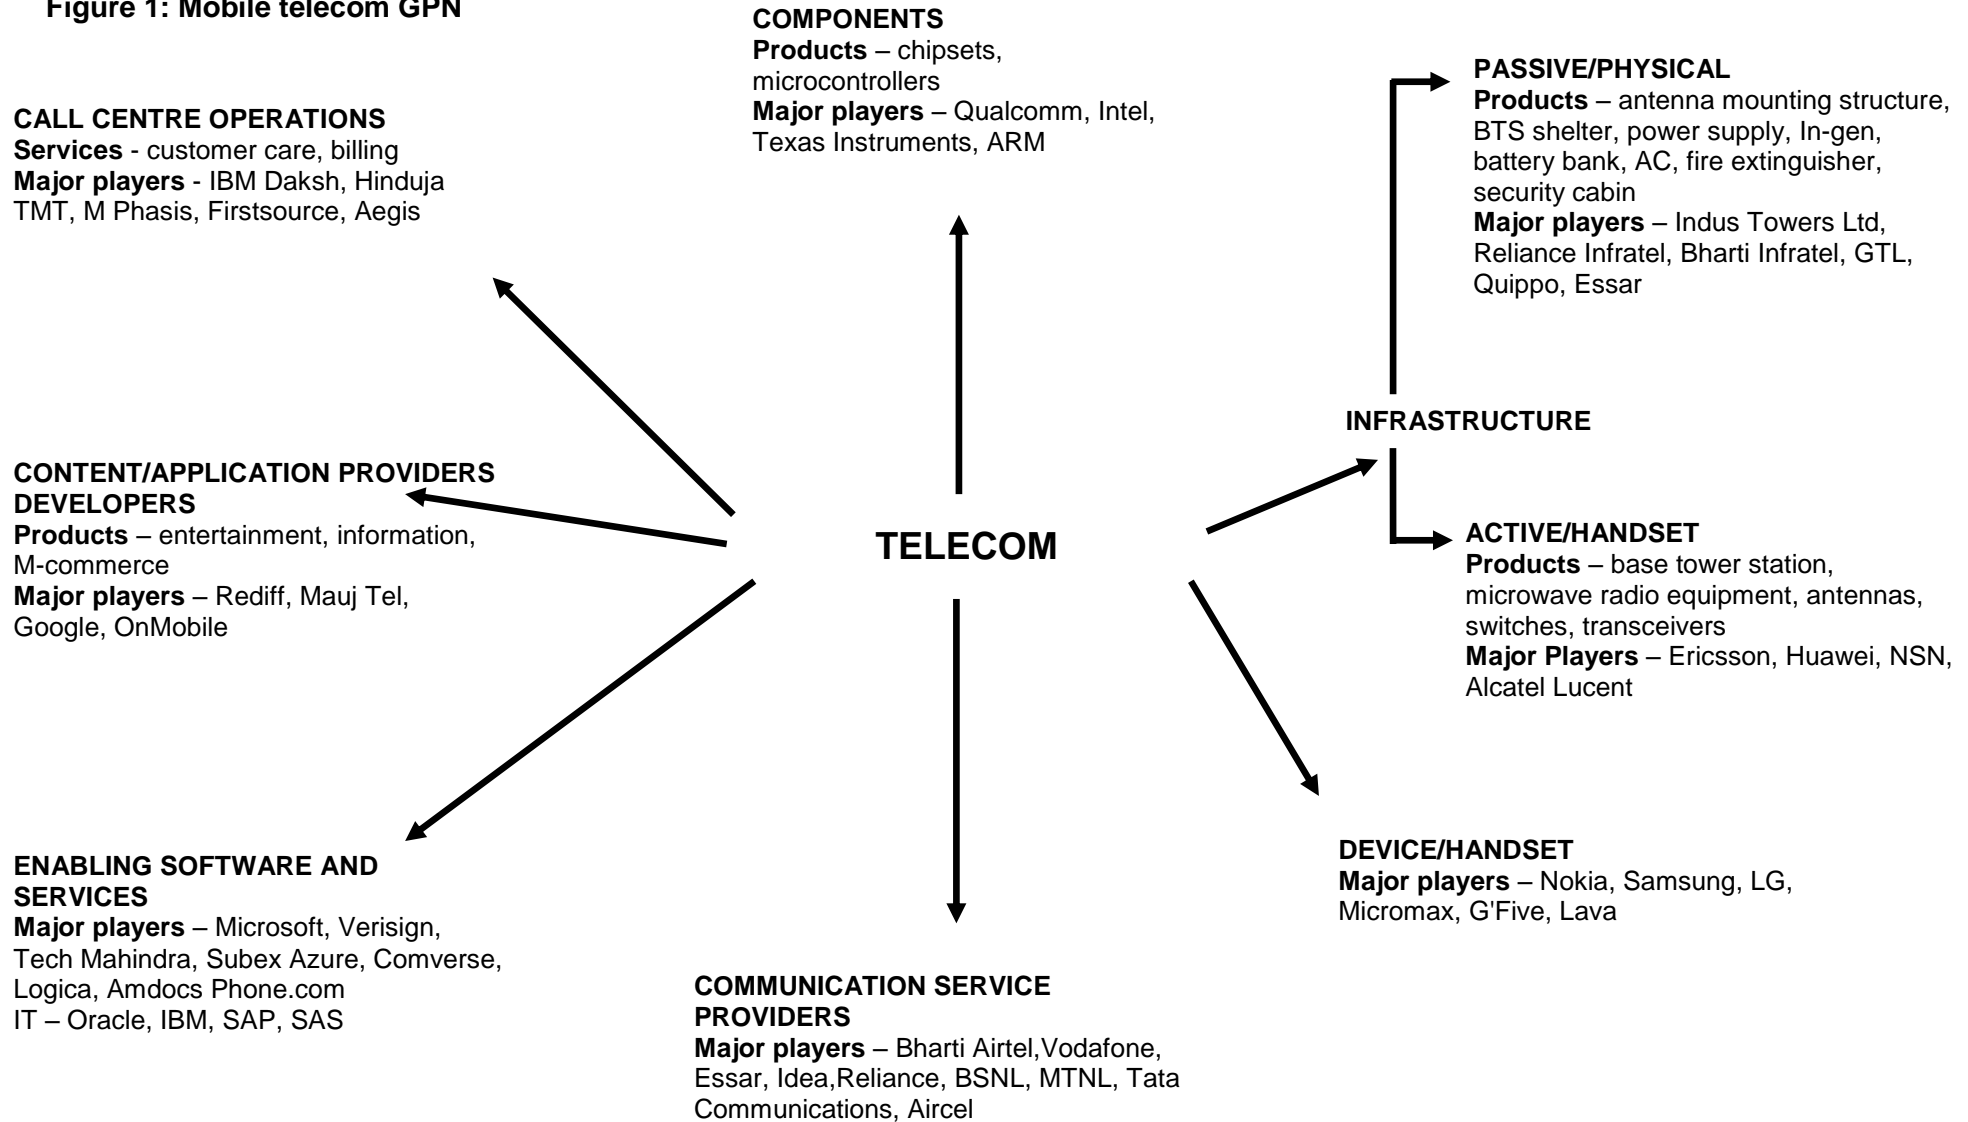 Figure 1: Mobile telecom GPN
COMPONENTS
Products – chipsets,
microcontrollers
Major players – Qualcomm, Intel,
Texas Instruments, ARM
PASSIVE/PHYSICAL
Products – antenna mounting structure,
BTS shelter, power supply, In-gen,
battery bank, AC, fire extinguisher,
security cabin
Major players – Indus Towers Ltd,
Reliance Infratel, Bharti Infratel, GTL,
Quippo, Essar
CALL CENTRE OPERATIONS
Services - customer care, billing
Major players - IBM Daksh, Hinduja
TMT, M Phasis, Firstsource, Aegis
INFRASTRUCTURE
CONTENT/APPLICATION PROVIDERS
DEVELOPERS
Products – entertainment, information,
M-commerce
Major players – Rediff, Mauj Tel,
Google, OnMobile
TELECOM
ACTIVE/HANDSET
Products – base tower station,
microwave radio equipment, antennas,
switches, transceivers
Major Players – Ericsson, Huawei, NSN,
Alcatel Lucent
DEVICE/HANDSET
Major players – Nokia, Samsung, LG,
Micromax, G'Five, Lava
ENABLING SOFTWARE AND
SERVICES
Major players – Microsoft, Verisign,
Tech Mahindra, Subex Azure, Comverse,
Logica, Amdocs Phone.com
IT – Oracle, IBM, SAP, SAS
COMMUNICATION SERVICE
PROVIDERS
Major players – Bharti Airtel,Vodafone,
Essar, Idea,Reliance, BSNL, MTNL, Tata
Communications, Aircel